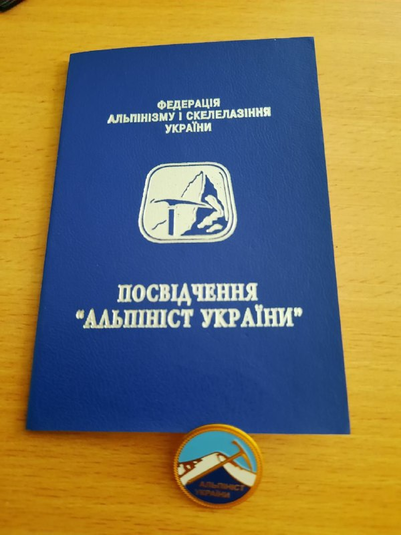 ФЕДЕРАЦІЯ
АЛЬПІНІЗМУ І СКЕЛЕЛАЗІННЯ
УКРАЇНИ
ПОСВІДЧЕННЯ
“АЛЬПІНІСТ УКРАЇНИ”
АЛЬПІНІСТ
УКРАЇНИ